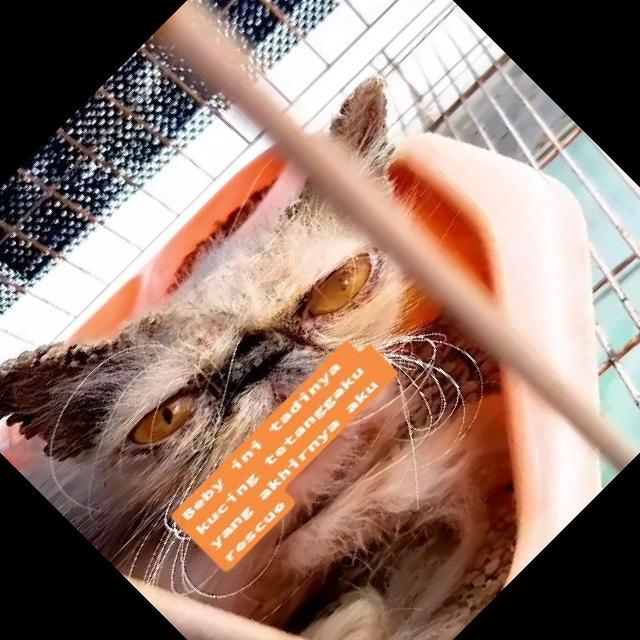 Baby ini tadinya
kucing tetanggaku
yang akhirnya aku
rescue